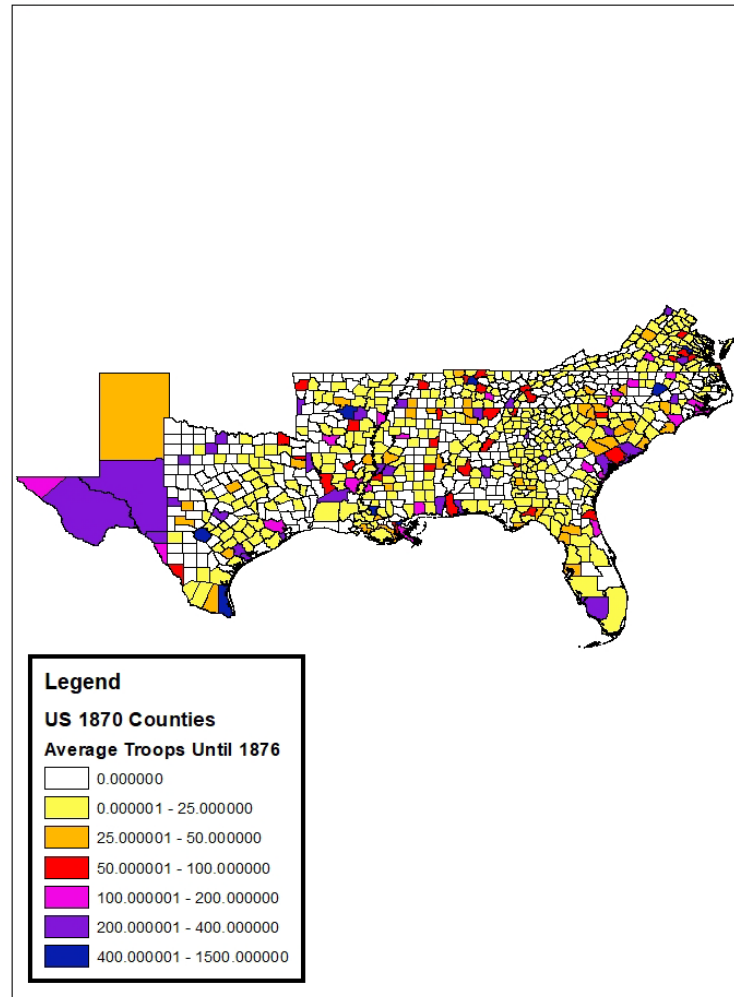 Legend
US 1870 Counties
Average Troops Until 1876
0.000000
0.000001 - 25.000000
25.000001 - 50.000000
50.000001 - 100.000000
100.000001 - 200.000000
200.000001 - 400.000000
400.000001 - 1500.000000